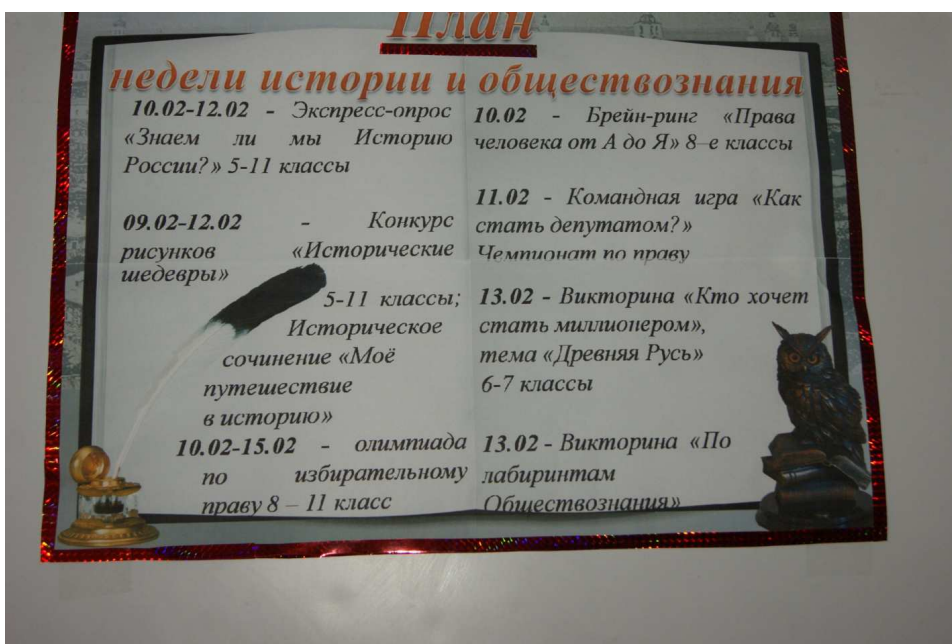 План
недели истории и обществознания
10.02-12.02 - Экспресс-опрос
«Знаем ли мы Историю
России?» 5-11 классы
09.02-12.02 - Конкурс
рисунков «Исторические
шедевры»
5-11 классы;
Историческое
сочинение «Моё
путешествие
в историю»
10.02-15.02 - олимпиада
по избирательному
праву 8 – 11 класс
10.02 - Брейн-ринг «Права
человека от А до Я» 8–е классы
11.02 - Командная игра «Как
стать депутатом?»
Чемпионат по праву
13.02 - Викторина «Кто хочет
стать миллионером»,
тема «Древняя Русь»
6-7 классы
13.02 - Викторина «По
лабиринтам
Обществознания»